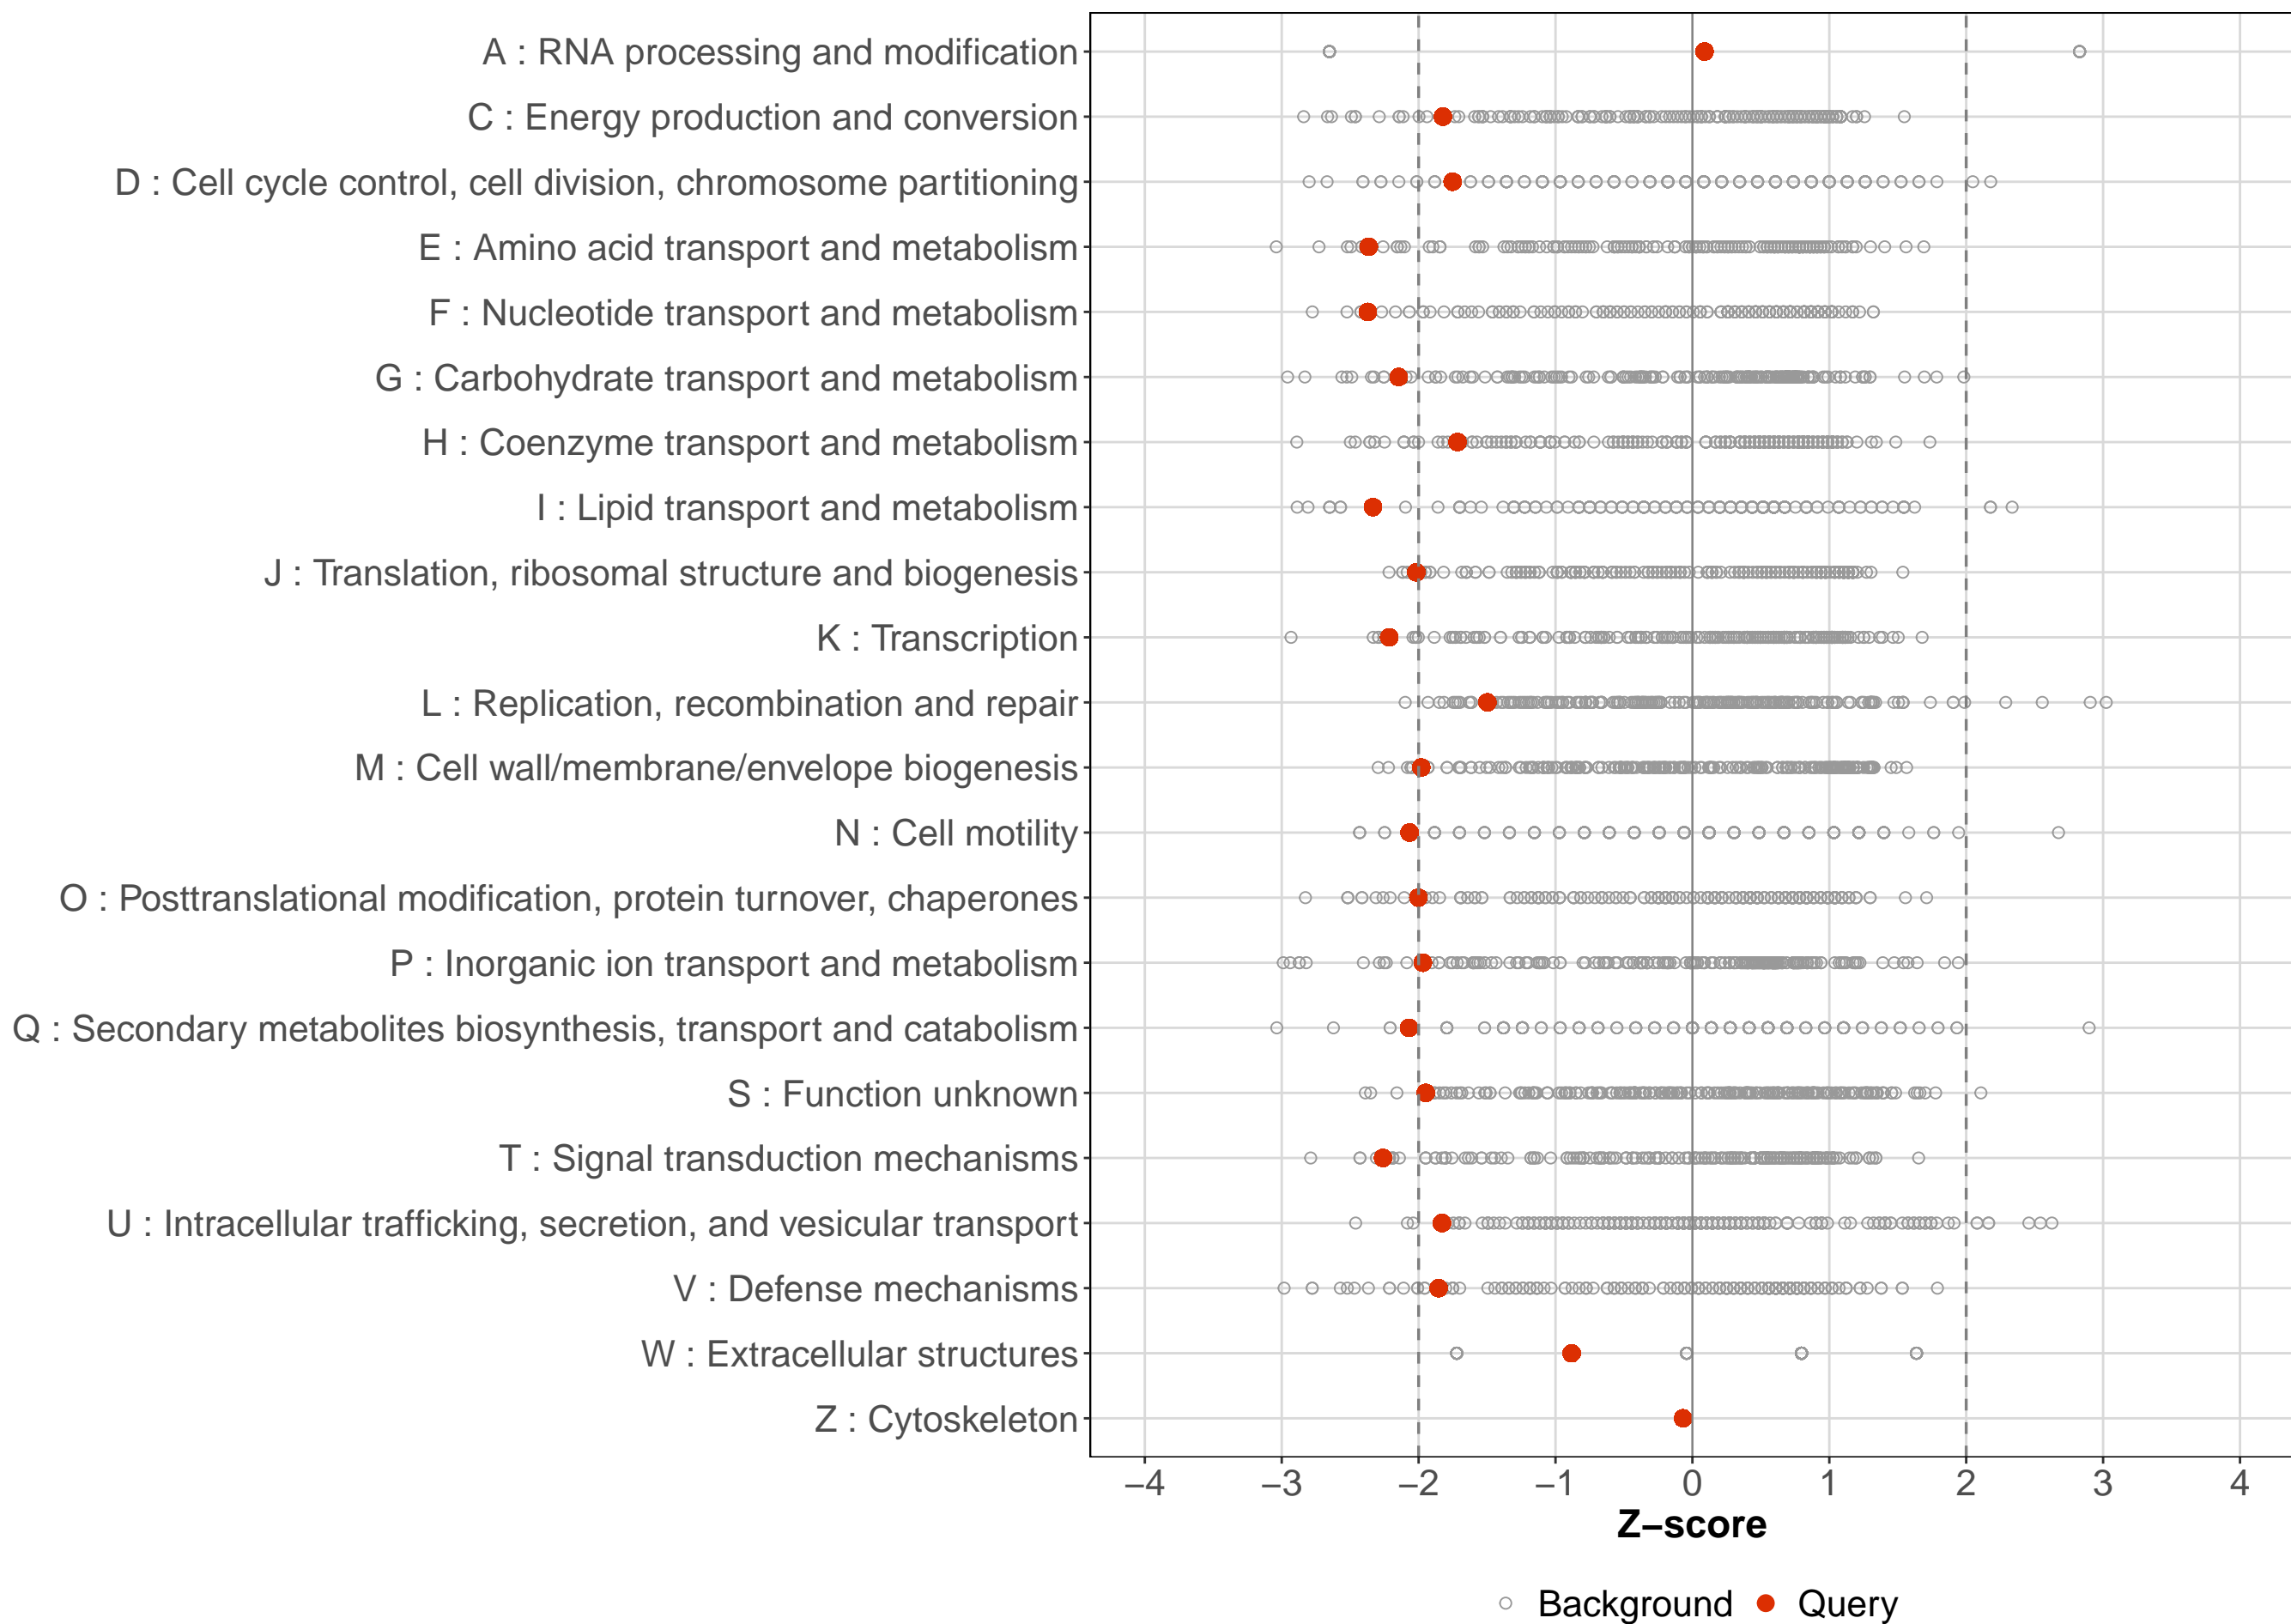 A : RNA processing and modification
C : Energy production and conversion
D : Cell cycle control, cell division, chromosome partitioning
E : Amino acid transport and metabolism
F : Nucleotide transport and metabolism
G : Carbohydrate transport and metabolism
H : Coenzyme transport and metabolism
I : Lipid transport and metabolism
J : Translation, ribosomal structure and biogenesis
K : Transcription
L : Replication, recombination and repair
M : Cell wall/membrane/envelope biogenesis
N : Cell motility
O : Posttranslational modification, protein turnover, chaperones
P : Inorganic ion transport and metabolism
Q : Secondary metabolites biosynthesis, transport and catabolism
S : Function unknown
T : Signal transduction mechanisms
U : Intracellular trafficking, secretion, and vesicular transport
V : Defense mechanisms
W : Extracellular structures
Z : Cytoskeleton
−4 −3 −2 −1 0 1 2 3 4
Z−score
Background Query